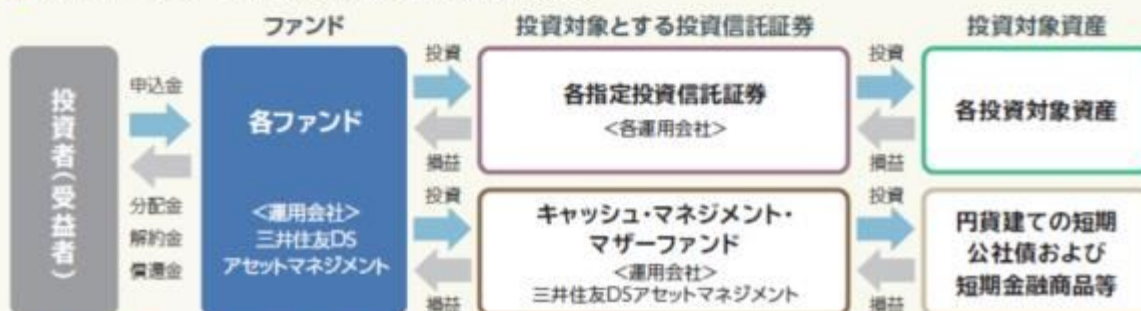 ファンド
投資対象とする投資信託証券
投資対象資産
投資者(受益者)
申込金
分配金
解約金
償還金
各ファンド
<運用会社>
三井住友DS
アセットマネジメント
投資
損益
各指定投資信託証券
<各運用会社>
投資
損益
各投資対象資産
投資
損益
キャッシュ・マネジメント・
マザーファンド
<運用会社>
三井住友DSアセットマネジメント
投資
損益
円貨建ての短期
公社債および
短期金融商品等